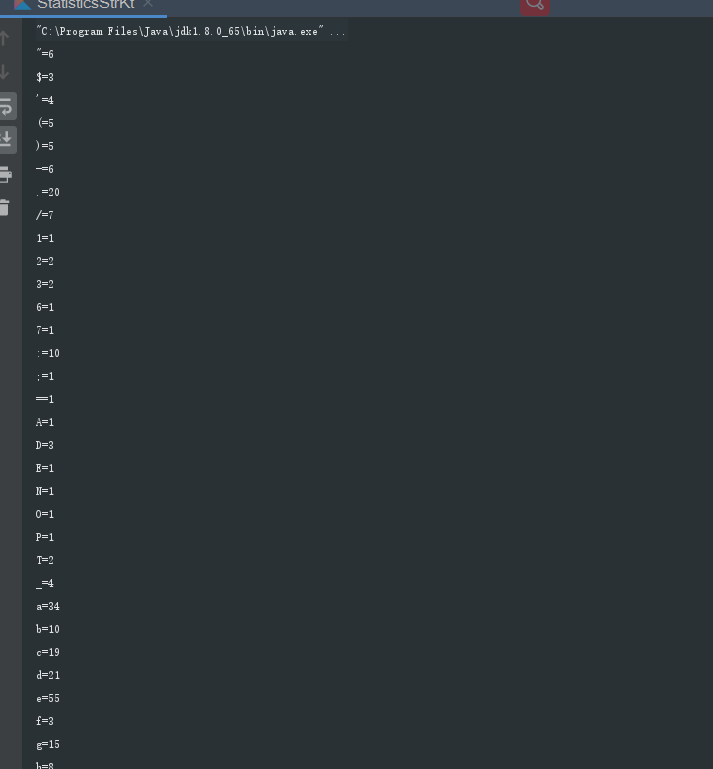 StatisticsStrKt ×
"C:\Program Files\Java\jdk1.8.0_65\bin\java.exe" ...
"=6
$=3
'=4
(=5
)=5
-=6
.=20
/=7
1=1
2=2
3=2
6=1
7=1
:=10
;=1
==1
A=1
D=3
E=1
N=1
O=1
P=1
T=2
_=4
a=34
b=10
c=19
d=21
e=55
f=3
g=15
h=8